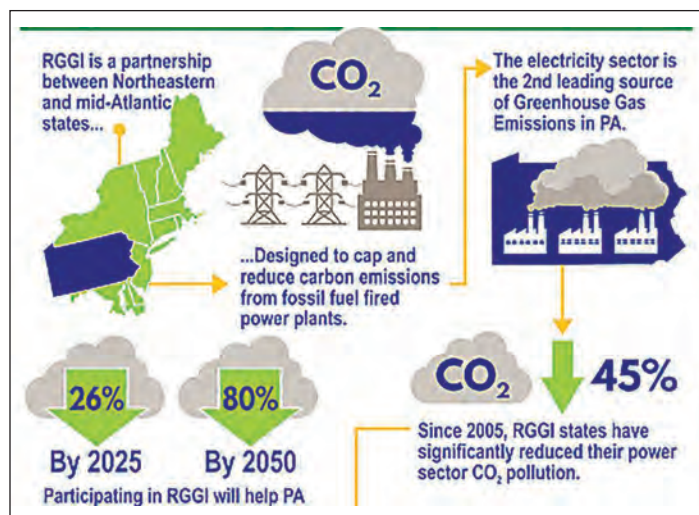 RGGI is a partnership
between Northeastern
and mid-Atlantic
states...
CO₂
...Designed to cap and
reduce carbon emissions
from fossil fuel fired
power plants.
The electricity sector is
the 2nd leading source
of Greenhouse Gas
Emissions in PA.
CO₂
45%
Since 2005, RGGI states have
significantly reduced their power
sector CO₂ pollution.
26%
By 2025
80%
By 2050
Participating in RGGI will help PA